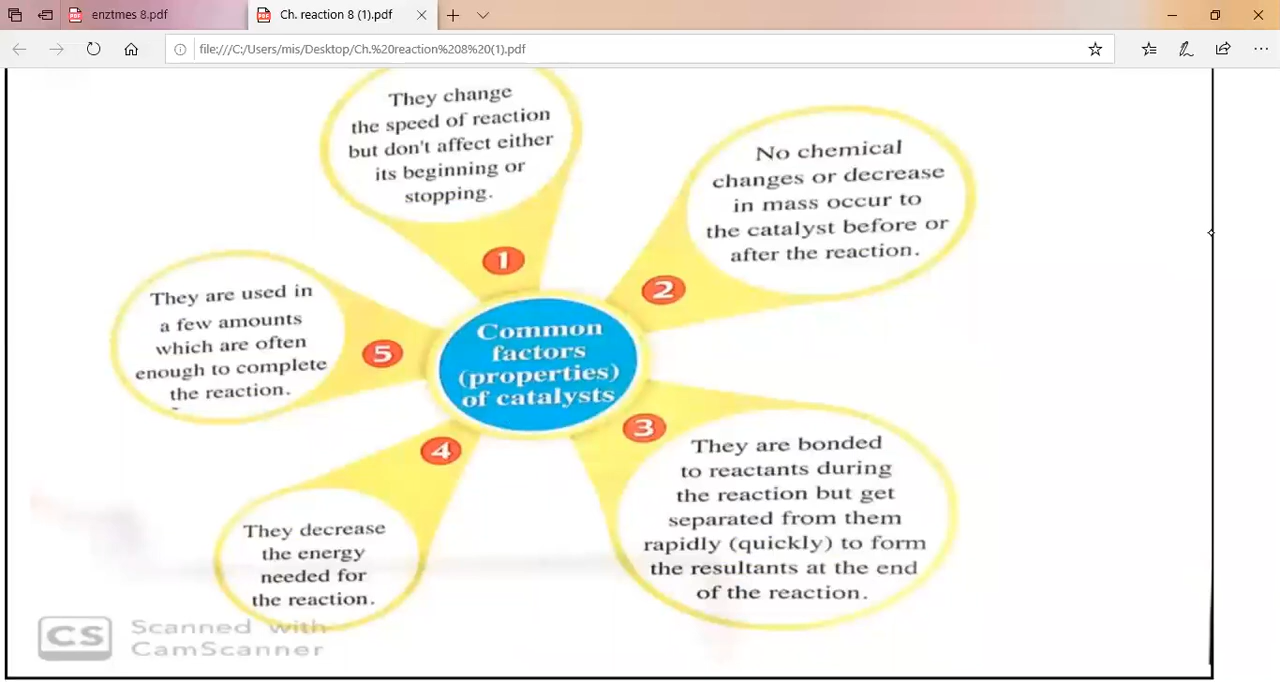 enztmes 8.pdf
Ch. reaction 8 (1).pdf
file:///C:/Users/mis/Desktop/Ch.%20reaction%208%20(1).pdf
They change
the speed of reaction
but don't affect either
its beginning or
stopping.
1
No chemical
changes or decrease
in mass occur to
the catalyst before or
after the reaction.
2
They are used in
a few amounts
which are often
enough to complete
the reaction.
5
Common
factors
(properties)
of catalysts
3
They are bonded
to reactants during
the reaction but get
separated from them
rapidly (quickly) to form
the resultants at the end
of the reaction.
4
They decrease
the energy
needed for
the reaction.
CS
Scanned with
CamScanner